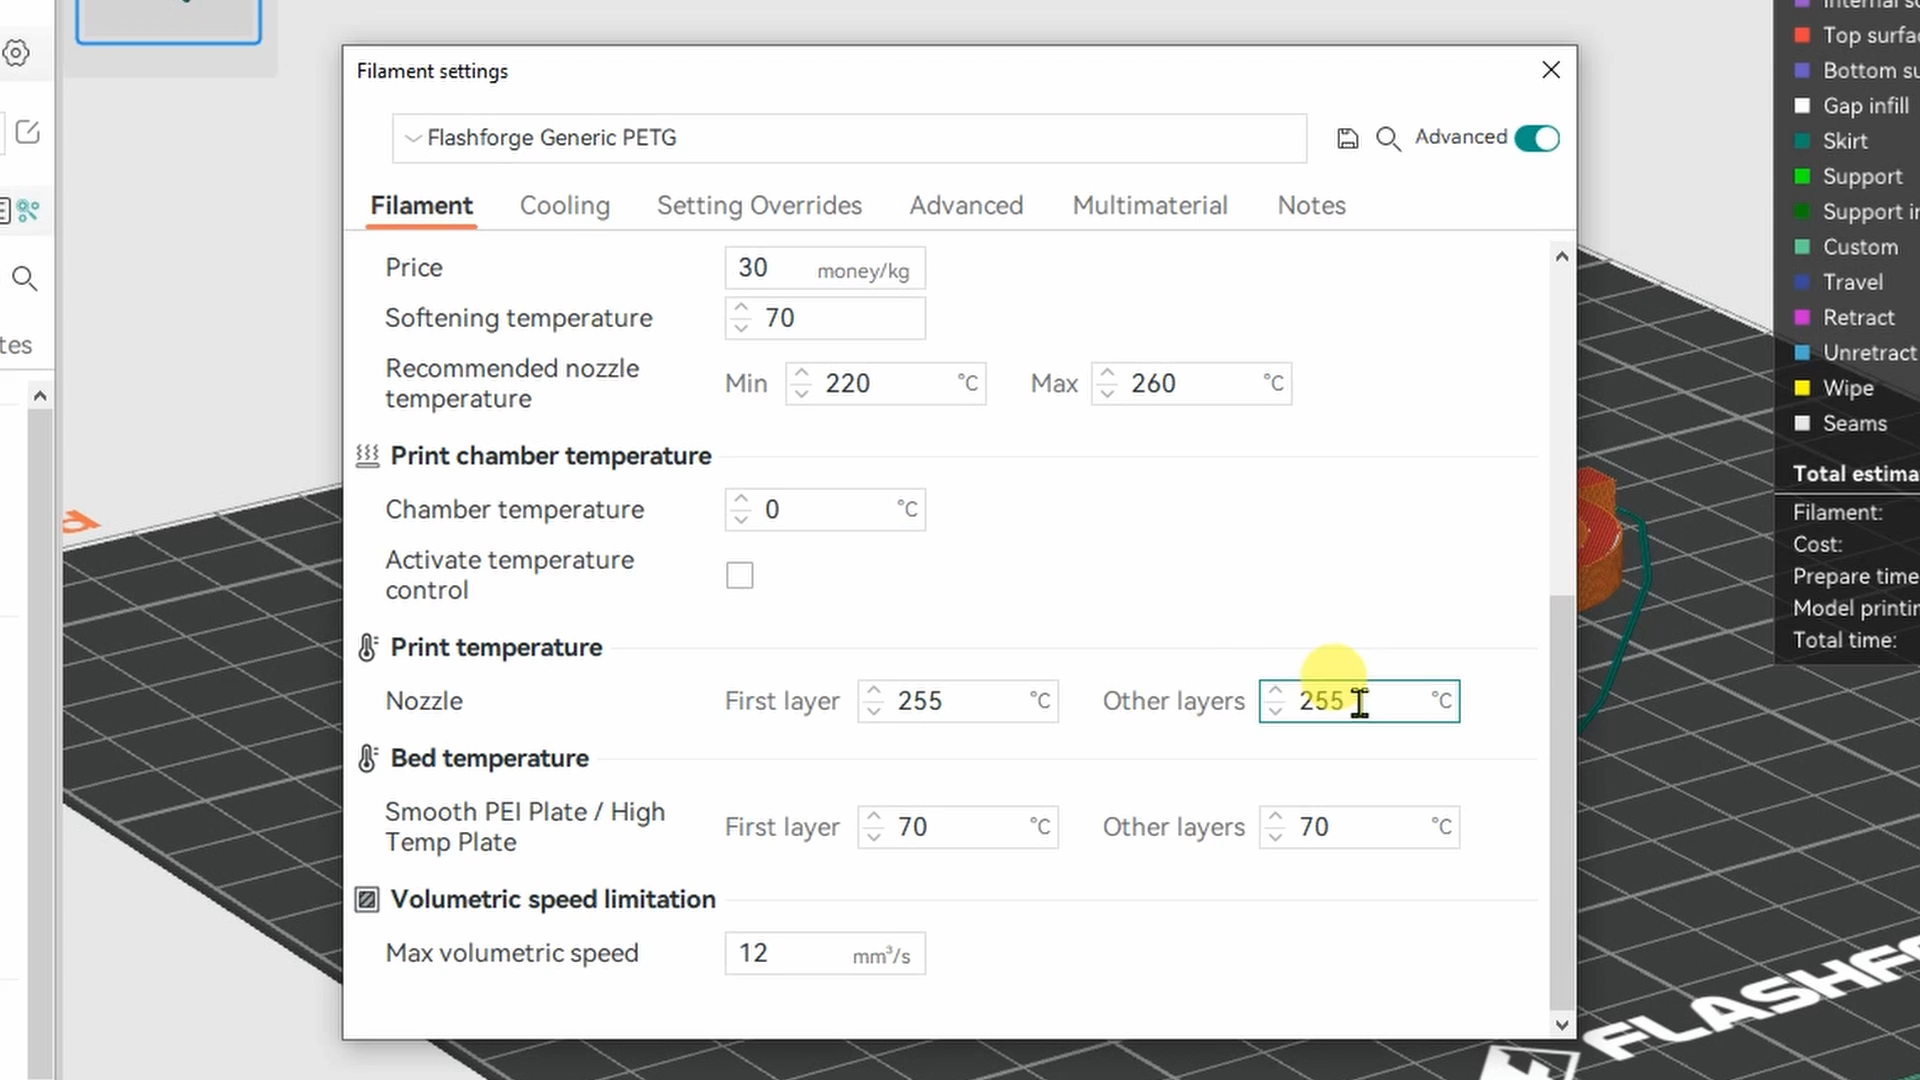 Filament settings
Flashforge Generic PETG
Advanced
Filament Cooling Setting Overrides Advanced Multimaterial Notes
Price 30 money/kg
Softening temperature 70
Recommended nozzle temperature Min 220 °C Max 260 °C
Print chamber temperature
Chamber temperature 0 °C
Activate temperature control
Print temperature
Nozzle First layer 255 °C Other layers 255 °C
Bed temperature
Smooth PEI Plate / High Temp Plate First layer 70 °C Other layers 70 °C
Volumetric speed limitation
Max volumetric speed 12 mm³/s
tes
Top surfa
Bottom su
Gap infill
Skirt
Support
Support in
Custom
Travel
Retract
Unretract
Wipe
Seams
Total estima
Filament:
Cost:
Prepare time
Model printin
Total time:
FLASHF